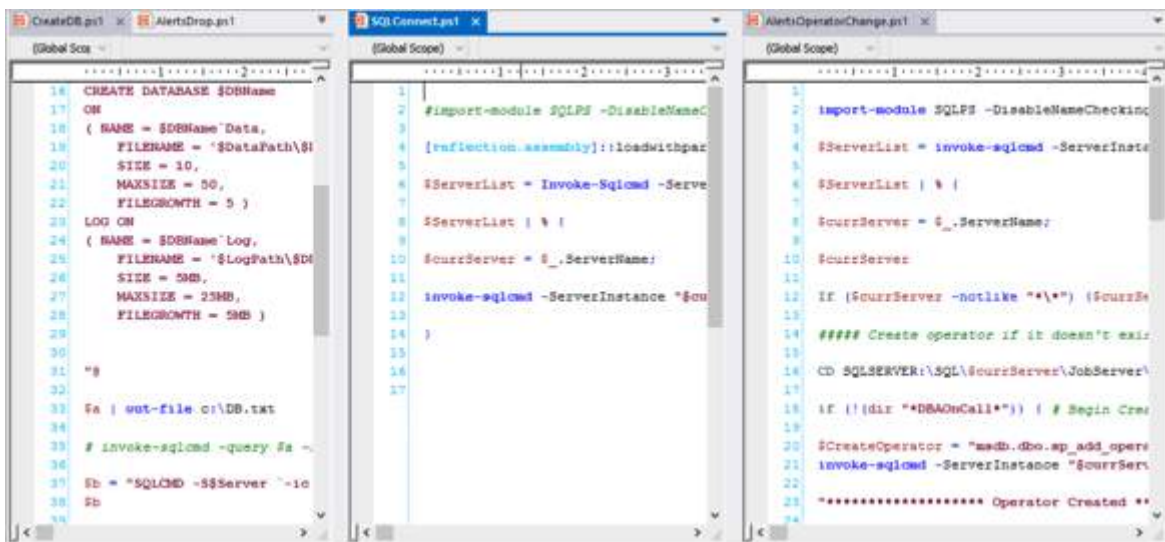 CreateDB.ps1 AlertsDrop.ps1
(Global Sco
16 CREATE DATABASE $DBName
17 ON
18 ( NAME = $DBName`Data,
19 FILENAME = '$DataPath\$
20 SIZE = 10,
21 MAXSIZE = 50,
22 FILEGROWTH = 5 )
23 LOG ON
24 ( NAME = $DBName`Log,
25 FILENAME = '$LogPath\$D
26 SIZE = 5MB,
27 MAXSIZE = 25MB,
28 FILEGROWTH = 5MB )
29
30
31 "@
32
33 $a | out-file c:\DB.txt
34
35 # invoke-sqlcmd -query $a -
36
37 $b = "SQLCMD -S$Server `-i
38 $b
39
SQLConnect.ps1
(Global Scope)
1
2 #import-module SQLPS -DisableNameC
3
4 [reflection.assembly]::loadwithpar
5
6 $ServerList = Invoke-Sqlcmd -Serve
7
8 $ServerList | % {
9
10 $currServer = $_.ServerName;
11
12 invoke-sqlcmd -ServerInstance "$cu
13
14 }
15
16
17
AlertsOperatorChange.ps1
(Global Scope)
1
2 import-module SQLPS -DisableNameChecking
3
4 $ServerList = invoke-sqlcmd -ServerInsta
5
6 $ServerList | % {
7
8 $currServer = $_.ServerName;
9
10 $currServer
11
12 If ($currServer -notlike "*\*") {$currSe
13
14 ##### Create operator if it doesn't exis
15
16 CD SQLSERVER:\SQL\$currServer\JobServer\
17
18 if (!(dir "*DBAOnCall*")) { # Begin Crea
19
20 $CreateOperator = "msdb.dbo.sp_add_opera
21 invoke-sqlcmd -ServerInstance "$currServ
22
23 "******************* Operator Created **
24